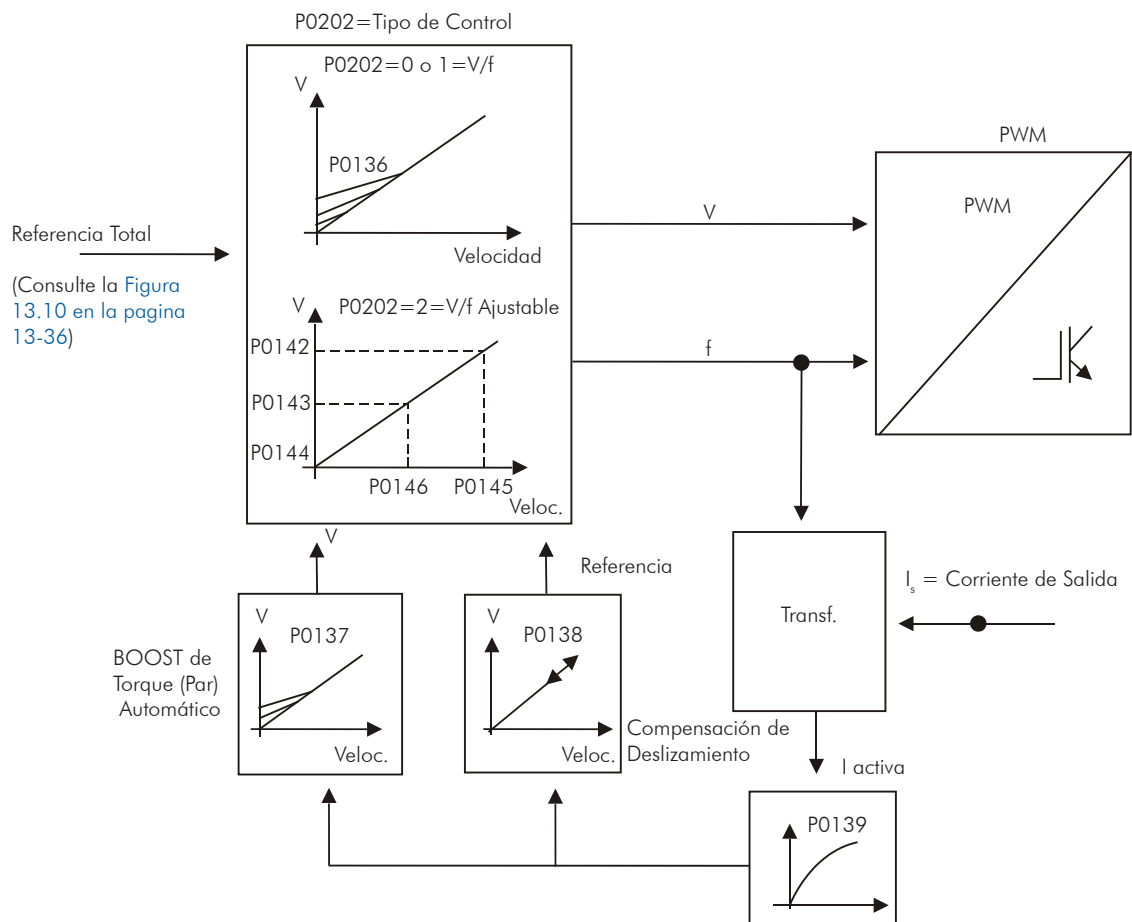 P0202=Tipo de Control
P0202=0 o 1=V/f
V
P0136
Velocidad
PWM
PWM
Referencia Total
(Consulte la Figura
13.10 en la pagina
13-36)
V
V
P0202=2=V/f Ajustable
P0142
P0143
P0144
P0146
P0145
Veloc.
f
V
Referencia
I_s = Corriente de Salida
Transf.
BOOST de
Torque (Par)
Automático
V
P0137
Veloc.
V
P0138
Veloc.
Compensación de
Deslizamiento
I activa
P0139